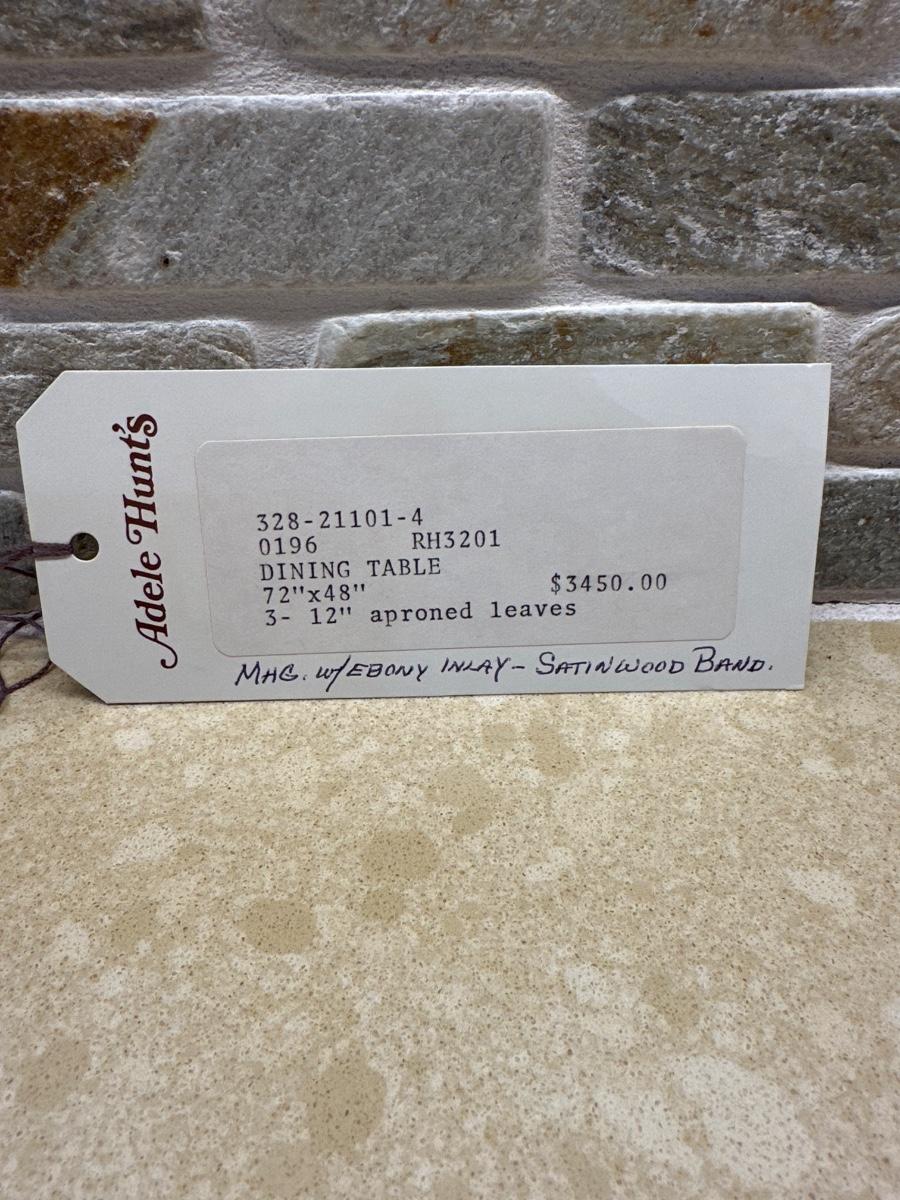 Adele Hunt's
328-21101-4
0196 RH3201
DINING TABLE
72"x48" $3450.00
3- 12" aproned leaves
MHG. W/EBONY INLAY - SATINWOOD BAND.